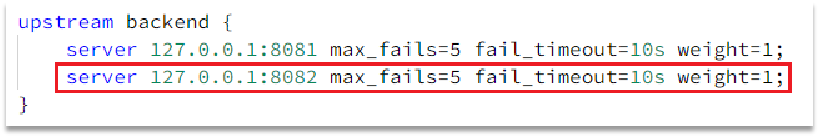 upstream backend {
    server 127.0.0.1:8081 max_fails=5 fail_timeout=10s weight=1;
    server 127.0.0.1:8082 max_fails=5 fail_timeout=10s weight=1;
}